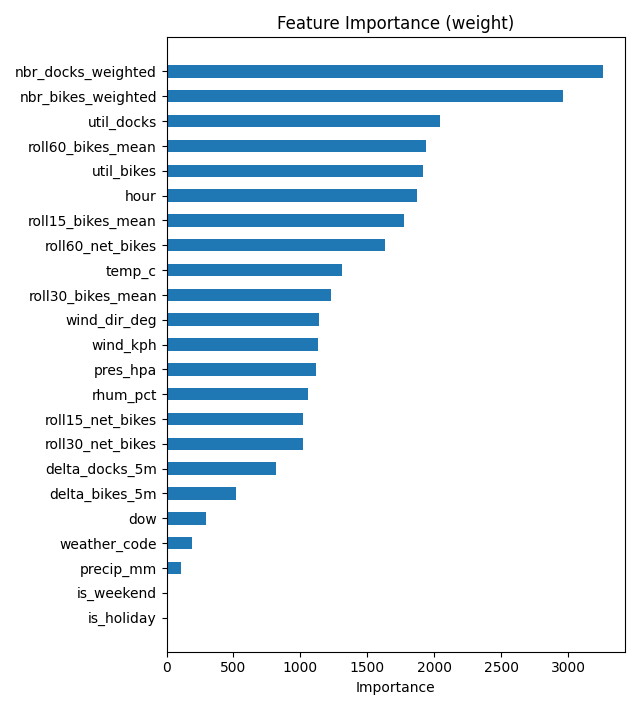 Feature Importance (weight)
nbr_docks_weighted
nbr_bikes_weighted
util_docks
roll60_bikes_mean
util_bikes
hour
roll15_bikes_mean
roll60_net_bikes
temp_c
roll30_bikes_mean
wind_dir_deg
wind_kph
pres_hpa
rhum_pct
roll15_net_bikes
roll30_net_bikes
delta_docks_5m
delta_bikes_5m
dow
weather_code
precip_mm
is_weekend
is_holiday
0 500 1000 1500 2000 2500 3000
Importance